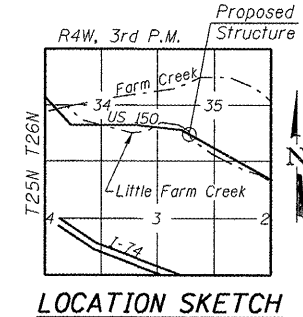 R4W, 3rd P.M.
Proposed
Structure
Farm Creek
34
35
US 150
T25N T26N
Little Farm Creek
N
4
3
2
I-74
LOCATION SKETCH